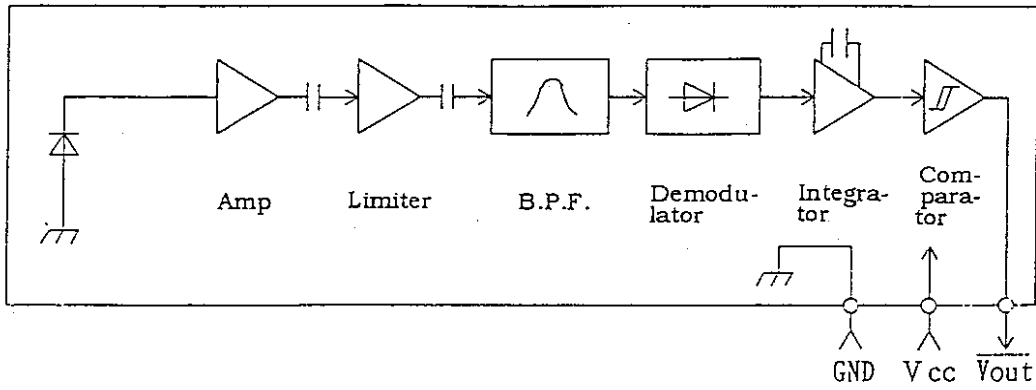 Amp
Limiter
B.P.F.
Demodu-
lator
Integra-
tor
Com-
para-
tor
GND
Vcc
Vout